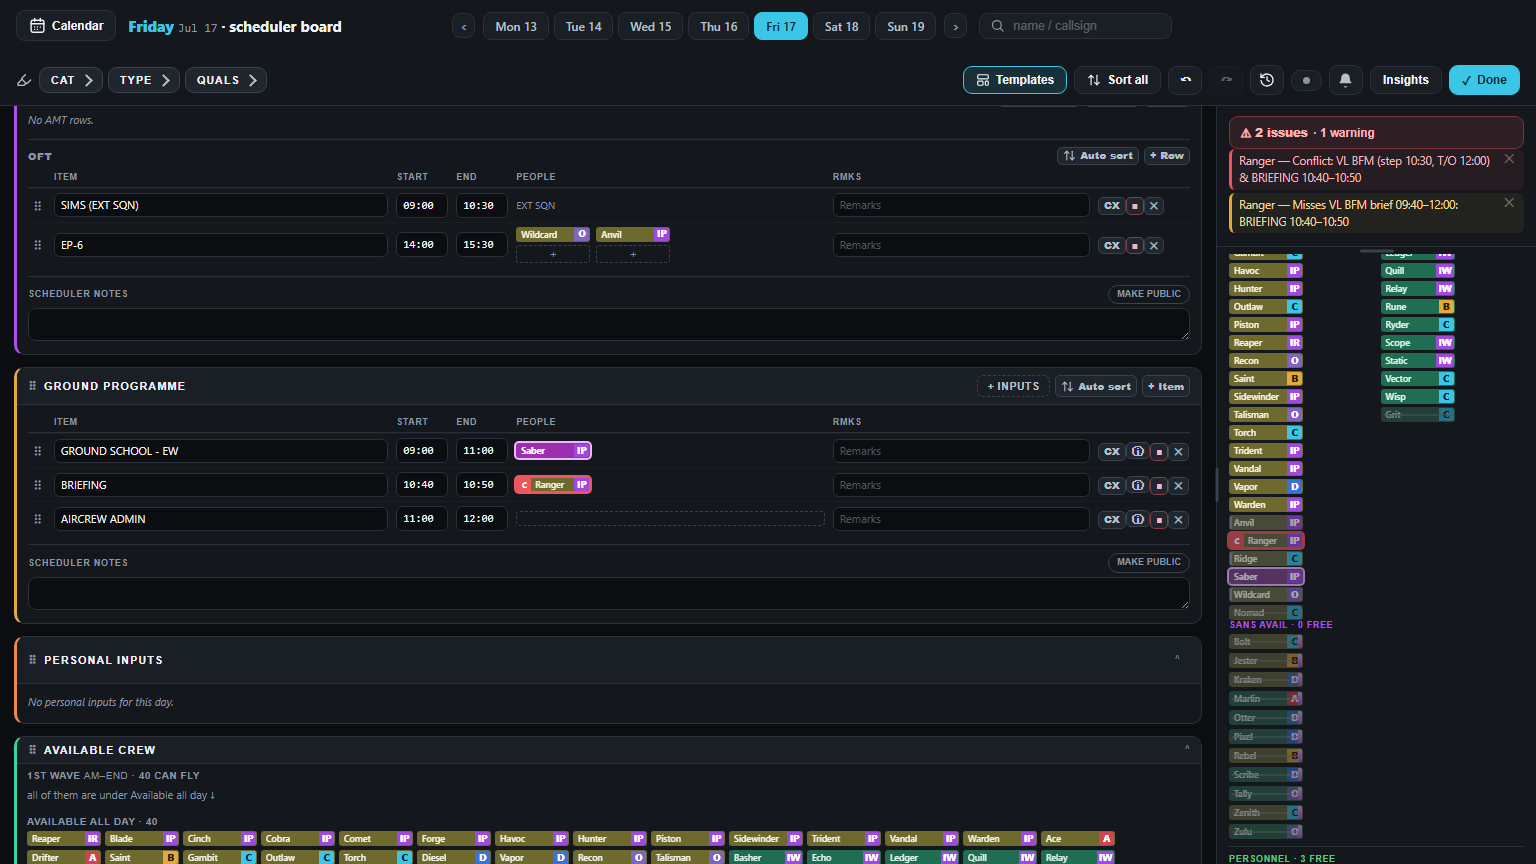 Calendar
Friday Jul 17 · scheduler board
‹ Mon 13 Tue 14 Wed 15 Thu 16 Fri 17 Sat 18 Sun 19 ›
name / callsign
CAT TYPE QUALS
Templates Sort all Insights ✓ Done
No AMT rows.
OFT
Auto sort + Row
ITEM START END PEOPLE RMKS
SIMS (EXT SQN) 09:00 10:30 EXT SQN Remarks CX
EP-6 14:00 15:30 Wildcard O Anvil IP Remarks CX
+ +
SCHEDULER NOTES MAKE PUBLIC
GROUND PROGRAMME
+ INPUTS Auto sort + Item
ITEM START END PEOPLE RMKS
GROUND SCHOOL - EW 09:00 11:00 Saber IP Remarks CX
BRIEFING 10:40 10:50 C Ranger IP Remarks CX
AIRCREW ADMIN 11:00 12:00 Remarks CX
SCHEDULER NOTES MAKE PUBLIC
PERSONAL INPUTS
No personal inputs for this day.
AVAILABLE CREW
1ST WAVE AM–END · 40 CAN FLY
all of them are under Available all day ↓
AVAILABLE ALL DAY · 40
Reaper IR Blade IP Cinch IP Cobra IP Comet IP Forge IP Havoc IP Hunter IP Piston IP Sidewinder IP Trident IP Vandal IP Warden IP Ace A
Drifter A Saint B Gambit C Outlaw C Torch C Diesel D Vapor D Recon O Talisman O Basher IW Echo IW Ledger IW Quill IW Relay IW
⚠ 2 issues · 1 warning
Ranger — Conflict: VL BFM (step 10:30, T/O 12:00)
& BRIEFING 10:40–10:50
Ranger — Misses VL BFM brief 09:40–12:00:
BRIEFING 10:40–10:50
Gambit C
Havoc IP
Hunter IP
Outlaw C
Piston IP
Reaper IR
Recon O
Saint B
Sidewinder IP
Talisman O
Torch C
Trident IP
Vandal IP
Vapor D
Warden IP
Anvil IP
C Ranger IP
Ridge C
Saber IP
Wildcard O
Nomad C
Ledger IW
Quill IW
Relay IW
Rune B
Ryder C
Scope IW
Static IW
Vector C
Wisp C
Grit C
SANS AVAIL · 0 FREE
Bolt C
Jester B
Kraken D
Marlin A
Otter D
Pixel D
Rebel B
Scribe D
Tally O
Zenith C
Zulu O
PERSONNEL · 3 FREE